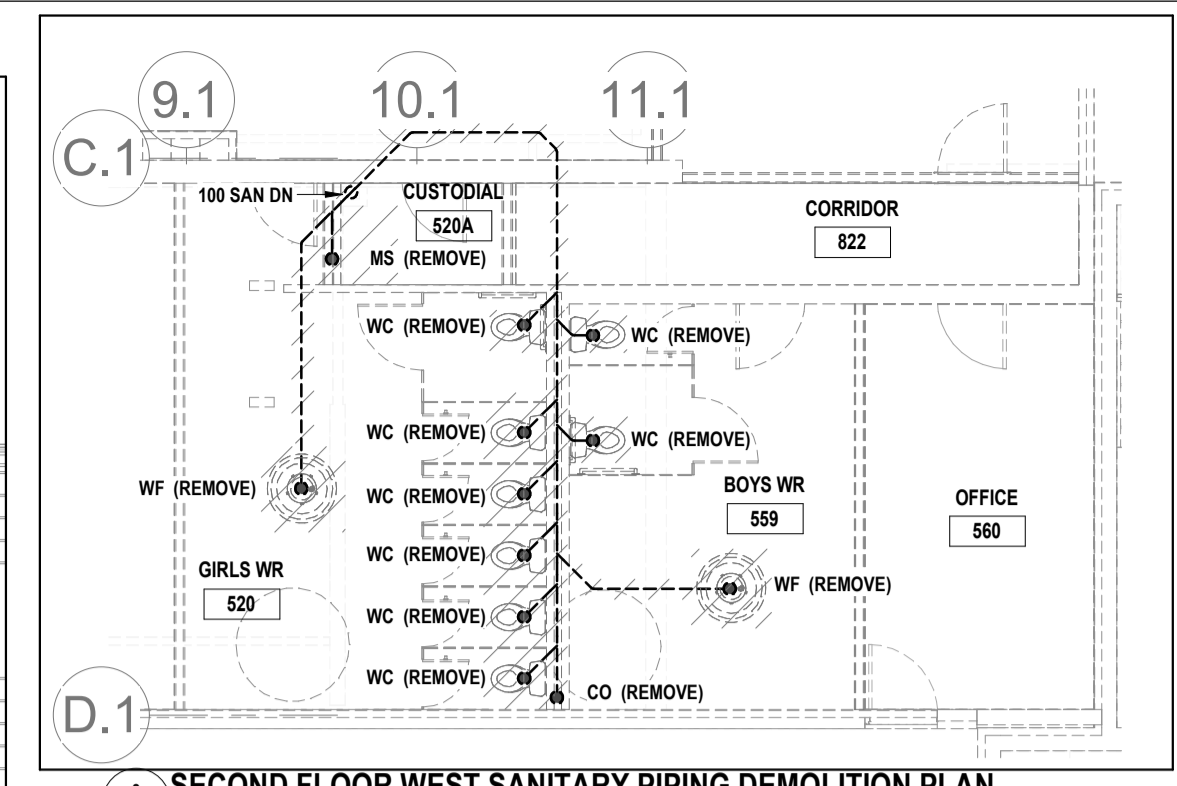 9.1
10.1
11.1
C.1
100 SAN DN
CUSTODIAL
520A
CORRIDOR
822
MS (REMOVE)
WC (REMOVE)
WC (REMOVE)
WC (REMOVE)
WC (REMOVE)
WF (REMOVE)
WC (REMOVE)
BOYS WR
559
OFFICE
560
WC (REMOVE)
GIRLS WR
520
WF (REMOVE)
WC (REMOVE)
WC (REMOVE)
CO (REMOVE)
D.1
SECOND FLOOR WEST SANITARY PIPING DEMOLITION PLAN